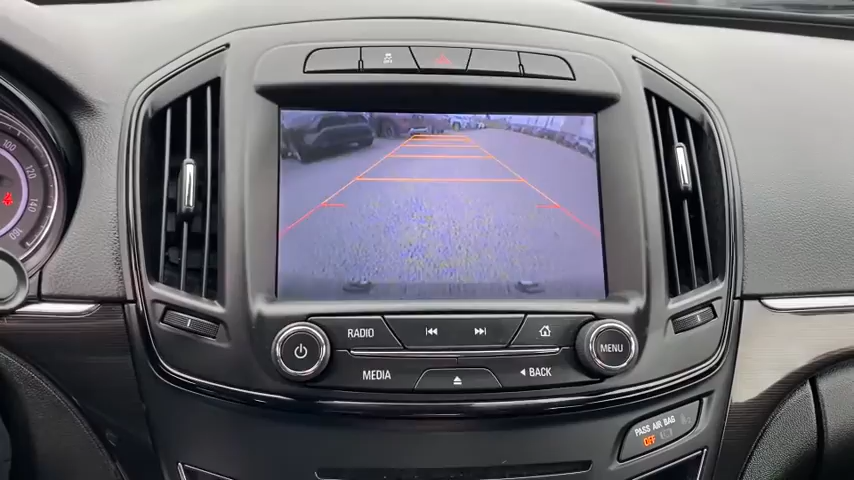 100
120
140
160
RADIO
MEDIA
BACK
MENU
PASS AIR BAG
OFF